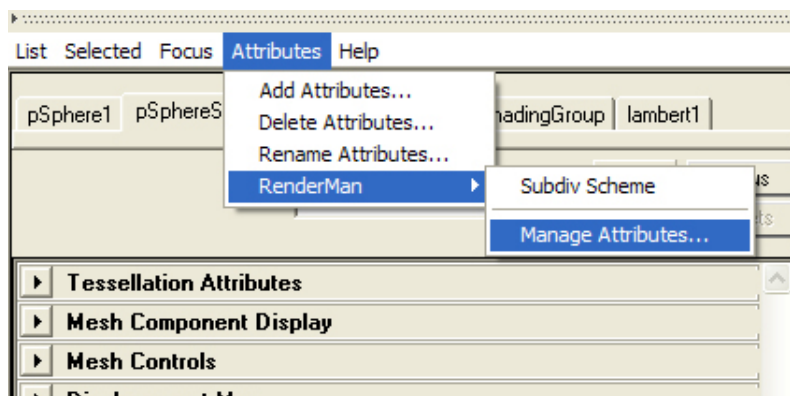 List Selected Focus Attributes Help
Add Attributes...
pSphere1 pSphereS hadingGroup lambert1
Delete Attributes...
Rename Attributes...
RenderMan Subdiv Scheme
Manage Attributes...
Tessellation Attributes
Mesh Component Display
Mesh Controls